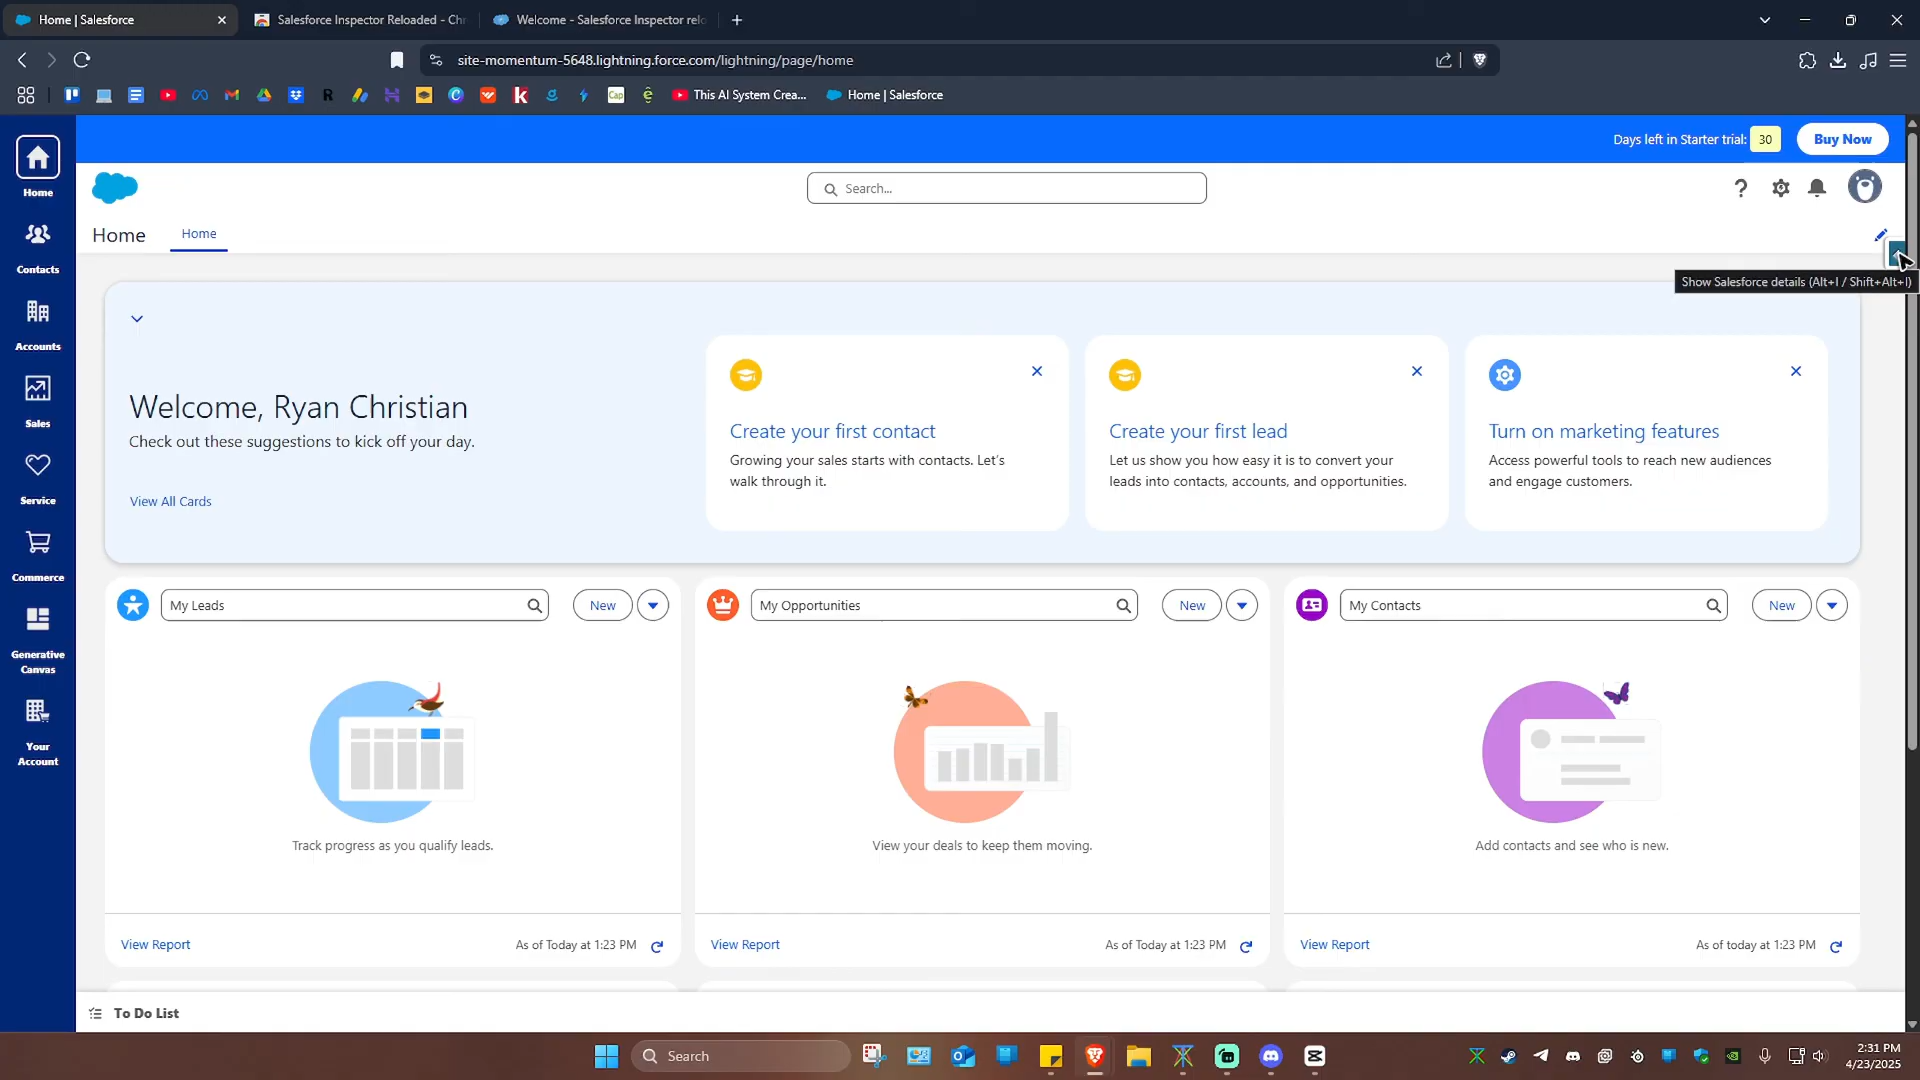 Home | Salesforce
Salesforce Inspector Reloaded - Ch
Welcome - Salesforce Inspector relo
site-momentum-5648.lightning.force.com/lightning/page/home
This AI System Crea...
Home | Salesforce
Days left in Starter trial: 30
Buy Now
Search...
Home
Home
Home
Show Salesforce details (Alt+I / Shift+Alt+I)
Contacts
Accounts
Sales
Service
Commerce
Generative
Canvas
Your
Account
Welcome, Ryan Christian
Check out these suggestions to kick off your day.
View All Cards
Create your first contact
Growing your sales starts with contacts. Let's
walk through it.
Create your first lead
Let us show you how easy it is to convert your
leads into contacts, accounts, and opportunities.
Turn on marketing features
Access powerful tools to reach new audiences
and engage customers.
My Leads
New
My Opportunities
New
My Contacts
New
Track progress as you qualify leads.
View your deals to keep them moving.
Add contacts and see who is new.
View Report
As of Today at 1:23 PM
View Report
As of Today at 1:23 PM
View Report
As of today at 1:23 PM
To Do List
Search
2:31 PM
4/23/2025